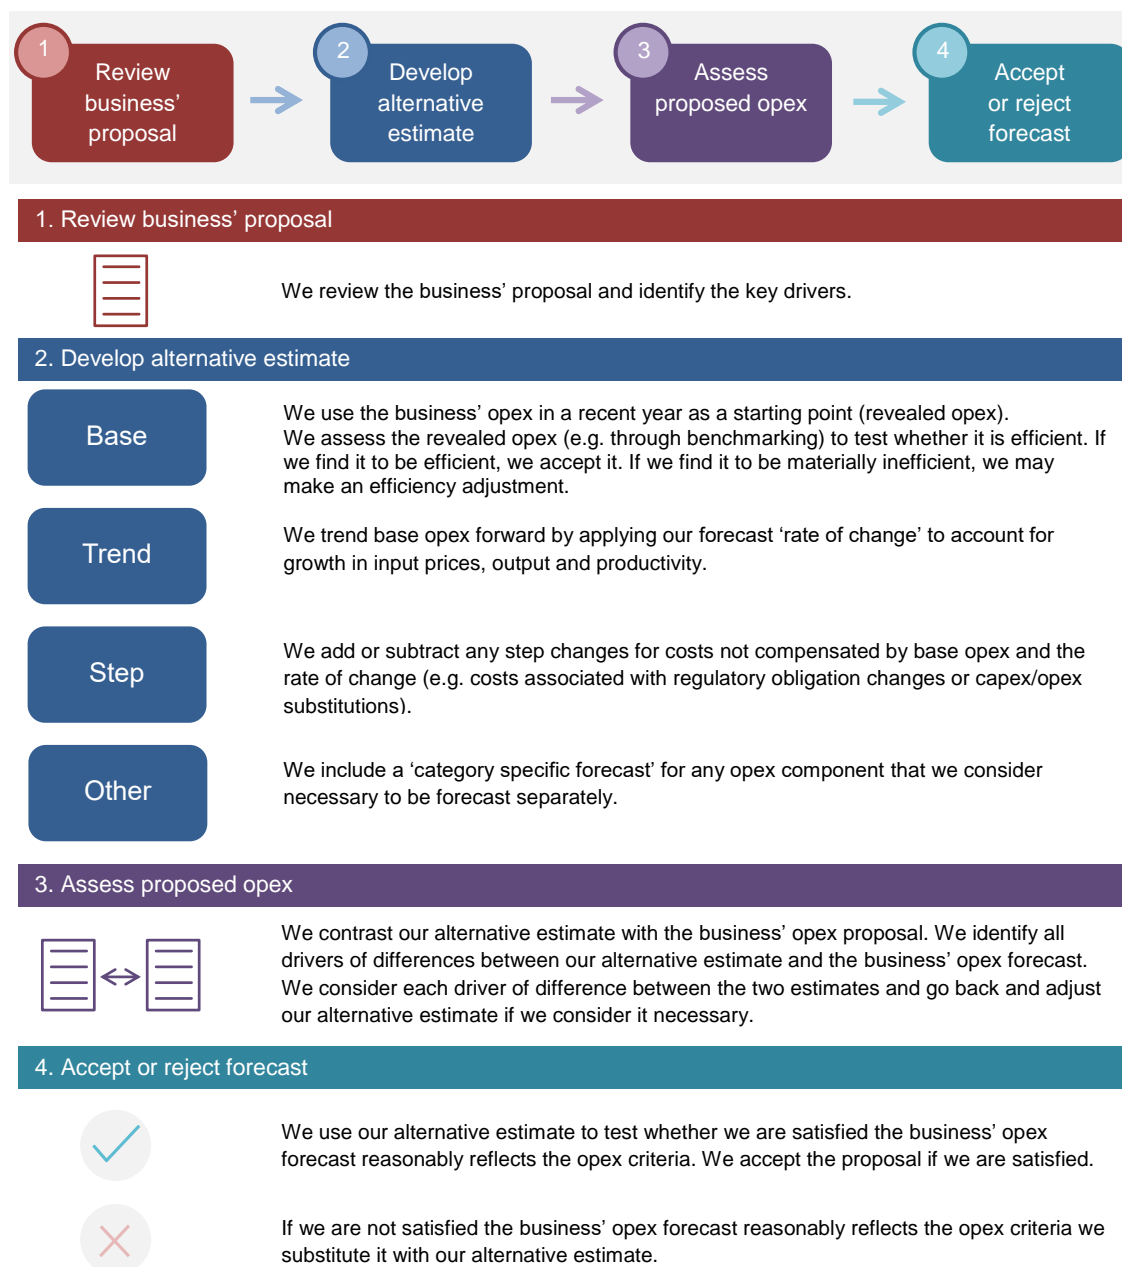 1
Review
business’
proposal
2
Develop
alternative
estimate
3
Assess
proposed opex
4
Accept
or reject
forecast
1. Review business’ proposal
We review the business’ proposal and identify the key drivers.
2. Develop alternative estimate
Base
We use the business’ opex in a recent year as a starting point (revealed opex).
We assess the revealed opex (e.g. through benchmarking) to test whether it is efficient. If
we find it to be efficient, we accept it. If we find it to be materially inefficient, we may
make an efficiency adjustment.
Trend
We trend base opex forward by applying our forecast ‘rate of change’ to account for
growth in input prices, output and productivity.
Step
We add or subtract any step changes for costs not compensated by base opex and the
rate of change (e.g. costs associated with regulatory obligation changes or capex/opex
substitutions).
Other
We include a ‘category specific forecast’ for any opex component that we consider
necessary to be forecast separately.
3. Assess proposed opex
We contrast our alternative estimate with the business’ opex proposal. We identify all
drivers of differences between our alternative estimate and the business’ opex forecast.
We consider each driver of difference between the two estimates and go back and adjust
our alternative estimate if we consider it necessary.
4. Accept or reject forecast
We use our alternative estimate to test whether we are satisfied the business’ opex
forecast reasonably reflects the opex criteria. We accept the proposal if we are satisfied.
If we are not satisfied the business’ opex forecast reasonably reflects the opex criteria we
substitute it with our alternative estimate.